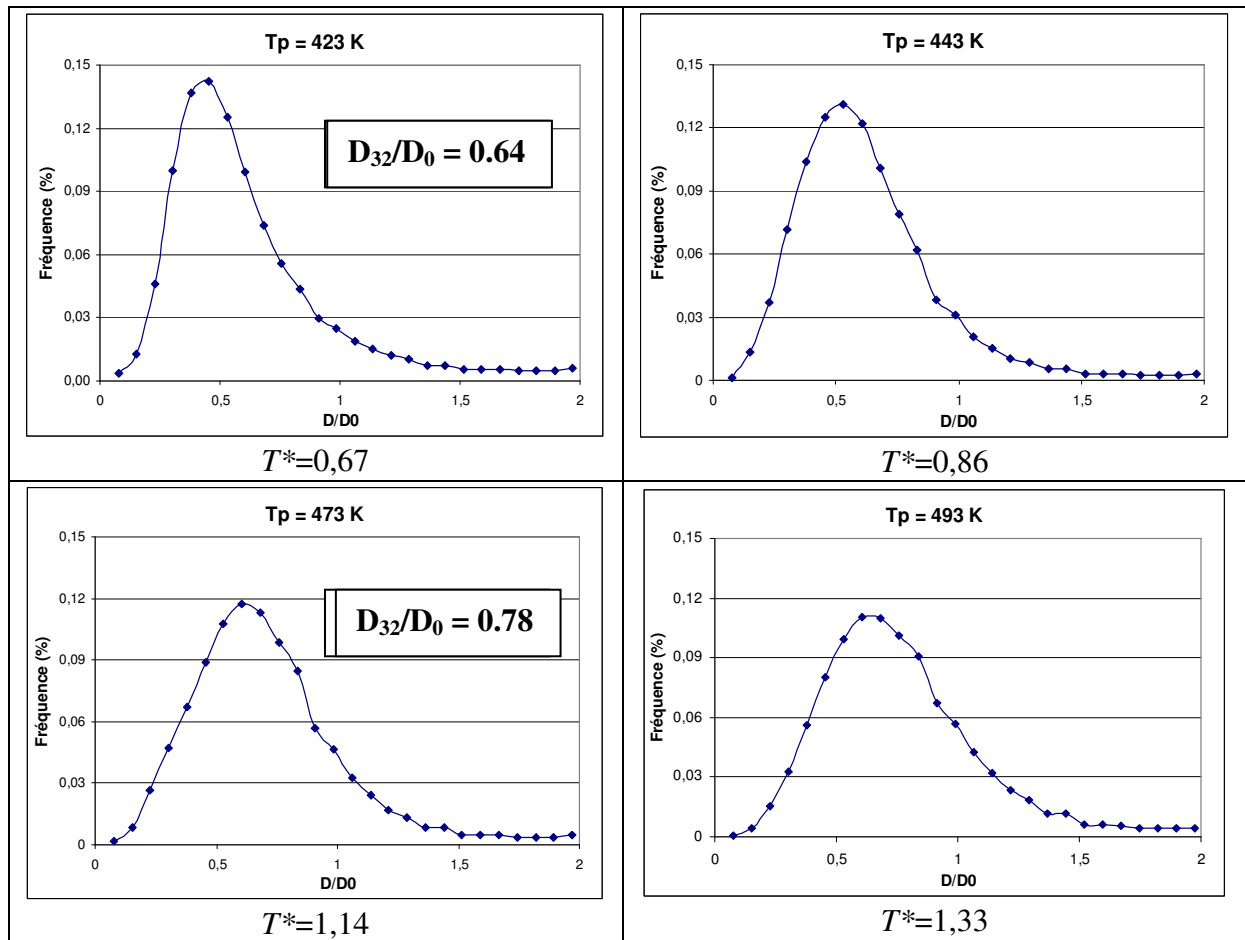 Tp = 423 K
0,15
0,12
0,09
0,06
0,03
0,00
Fréquence (%)
0
0,5
1
1,5
2
D/D0
D₃₂/D₀ = 0.64
T*=0,67
Tp = 443 K
0,15
0,12
0,09
0,06
0,03
0
Fréquence (%)
0
0,5
1
1,5
2
D/D0
T*=0,86
Tp = 473 K
0,15
0,12
0,09
0,06
0,03
0
Fréquence (%)
0
0,5
1
1,5
2
D/D0
D₃₂/D₀ = 0.78
T*=1,14
Tp = 493 K
0,15
0,12
0,09
0,06
0,03
0
Fréquence (%)
0
0,5
1
1,5
2
D/D0
T*=1,33